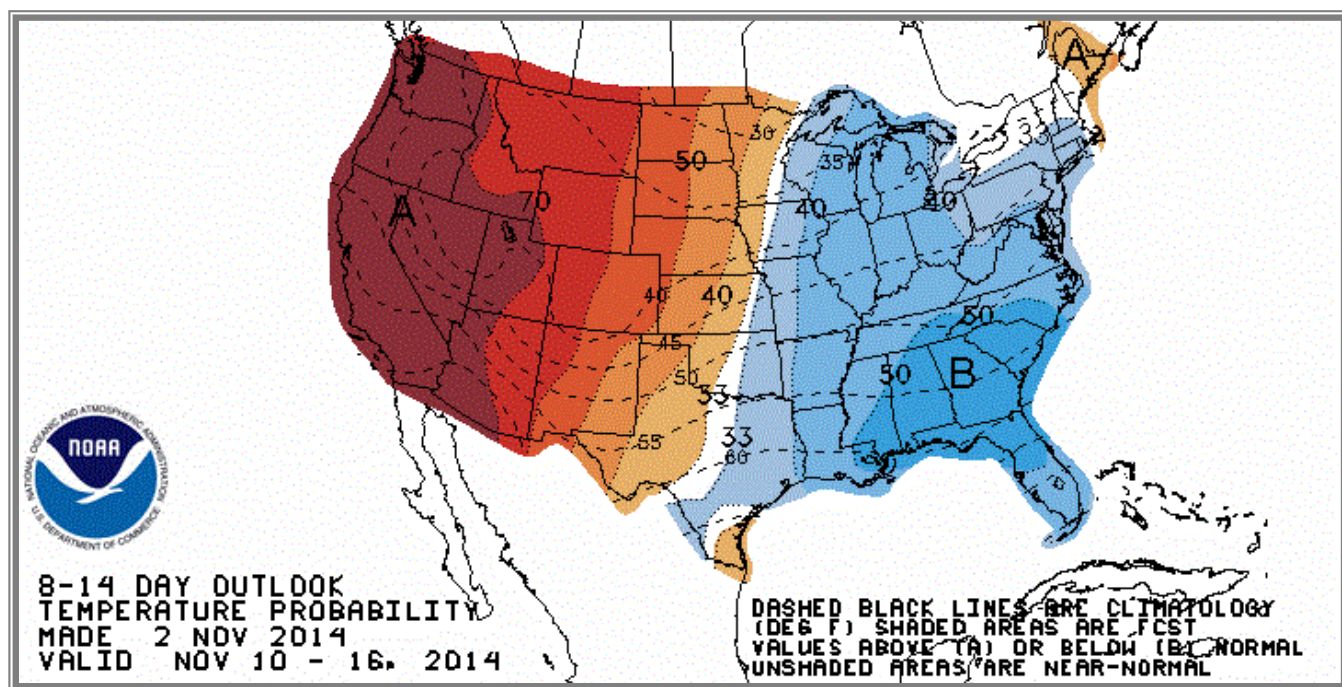 A
33
30
50
35
70
A
40
40
40
40
50
45
50
50
B
33
33
55
60
70
NOAA
NATIONAL OCEANIC AND ATMOSPHERIC ADMINISTRATION
U.S. DEPARTMENT OF COMMERCE
8-14 DAY OUTLOOK
TEMPERATURE PROBABILITY
MADE 2 NOV 2014
VALID NOV 10 - 16, 2014
DASHED BLACK LINES ARE CLIMATOLOGY
(DEG F) SHADED AREAS ARE FCST
VALUES ABOVE (A) OR BELOW (B) NORMAL
UNSHADED AREAS ARE NEAR-NORMAL